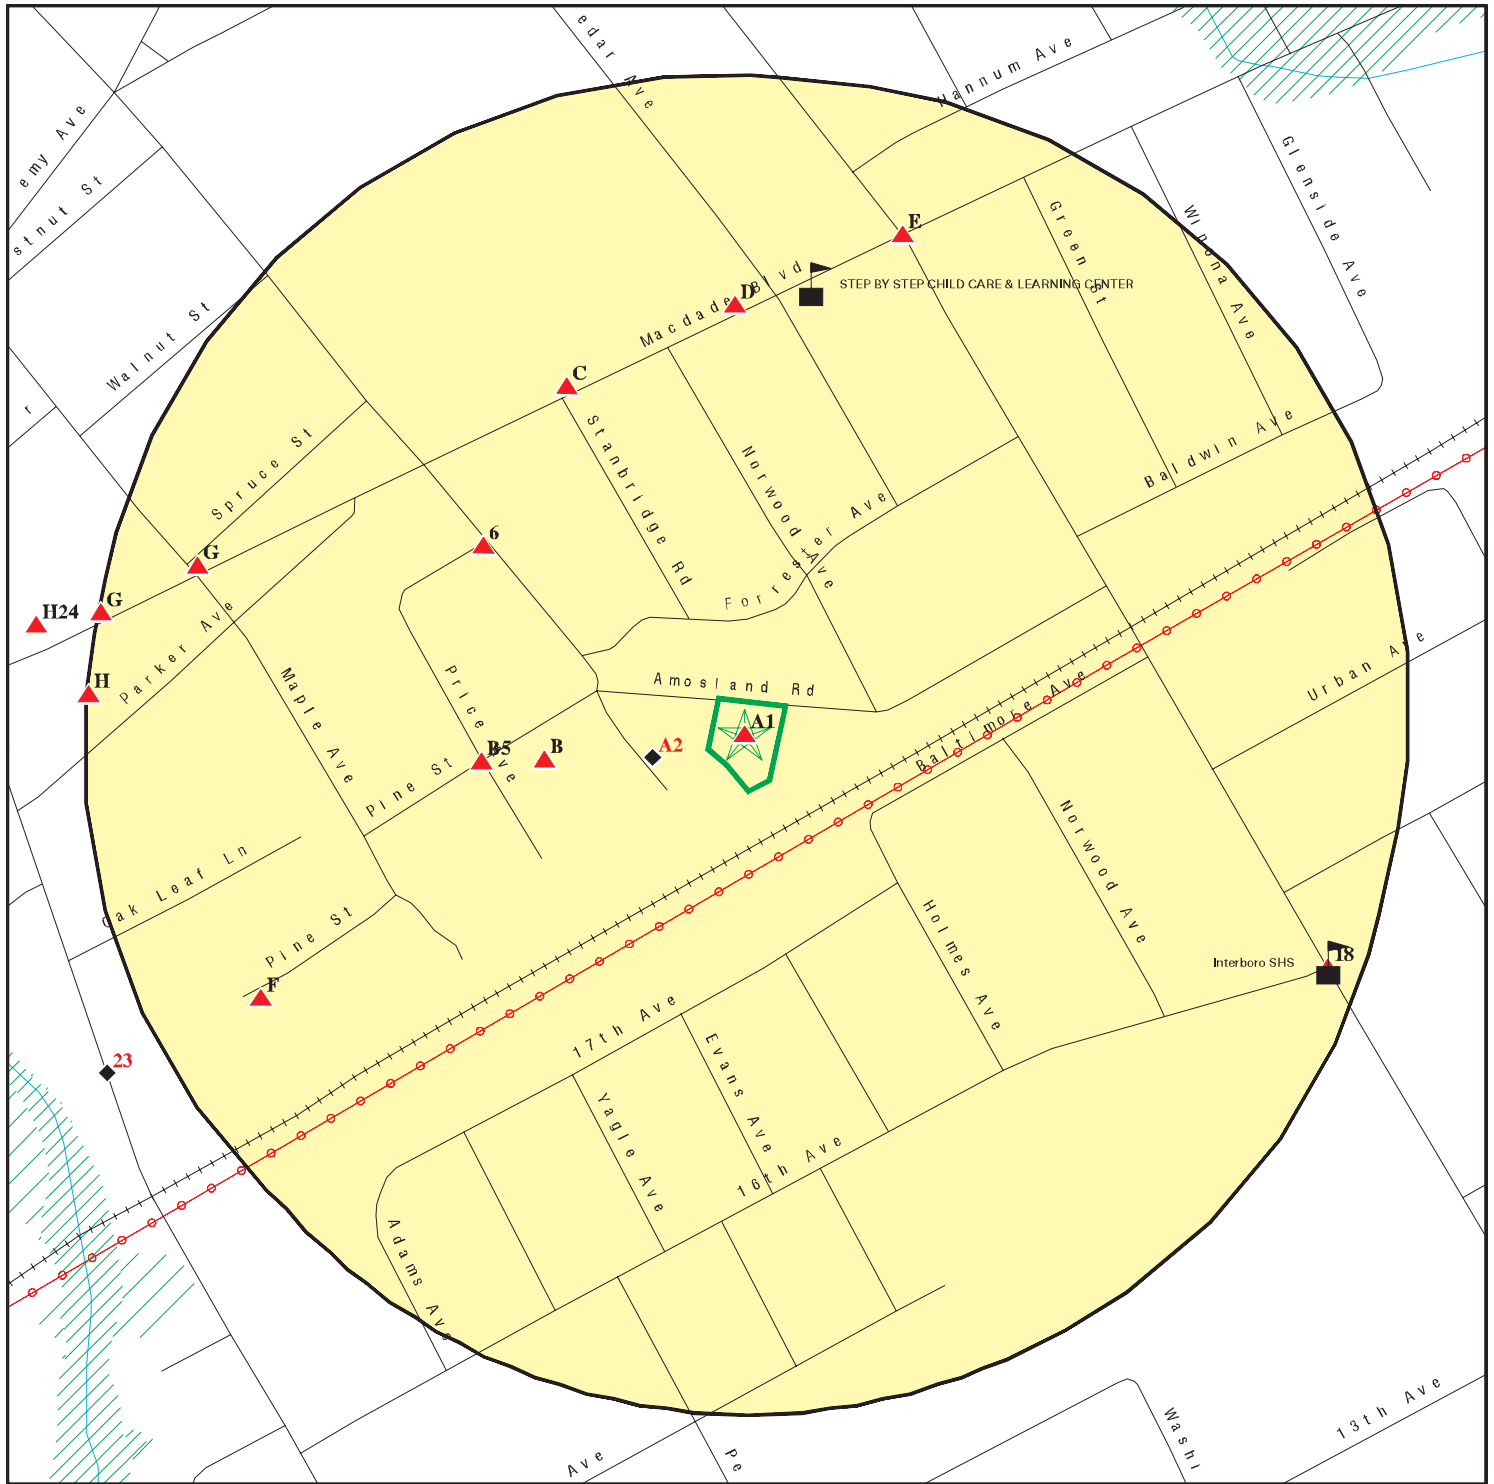 edar Ave
Hannum Ave
emy Ave
Glenside Ave
stnut St
Green St
Winona Ave
E
STEP BY STEP CHILD CARE & LEARNING CENTER
Macdade Blvd
D
Walnut St
C
r
Spruce St
Stanbridge Rd
Norwood Ave
Baldwin Ave
Forrester Ave
6
G
G
H24
Parker Ave
H
Maple Ave
Price Ave
Amosland Rd
Urban Ave
A1
A2
B5
B
Baltimore Ave
Pine St
Norwood Ave
Oak Leaf Ln
Holmes Ave
Pine St
Interboro SHS
18
F
17th Ave
Evans Ave
23
Yagle Ave
16th Ave
Adams Ave
13th Ave
Washi
Ave
Pe